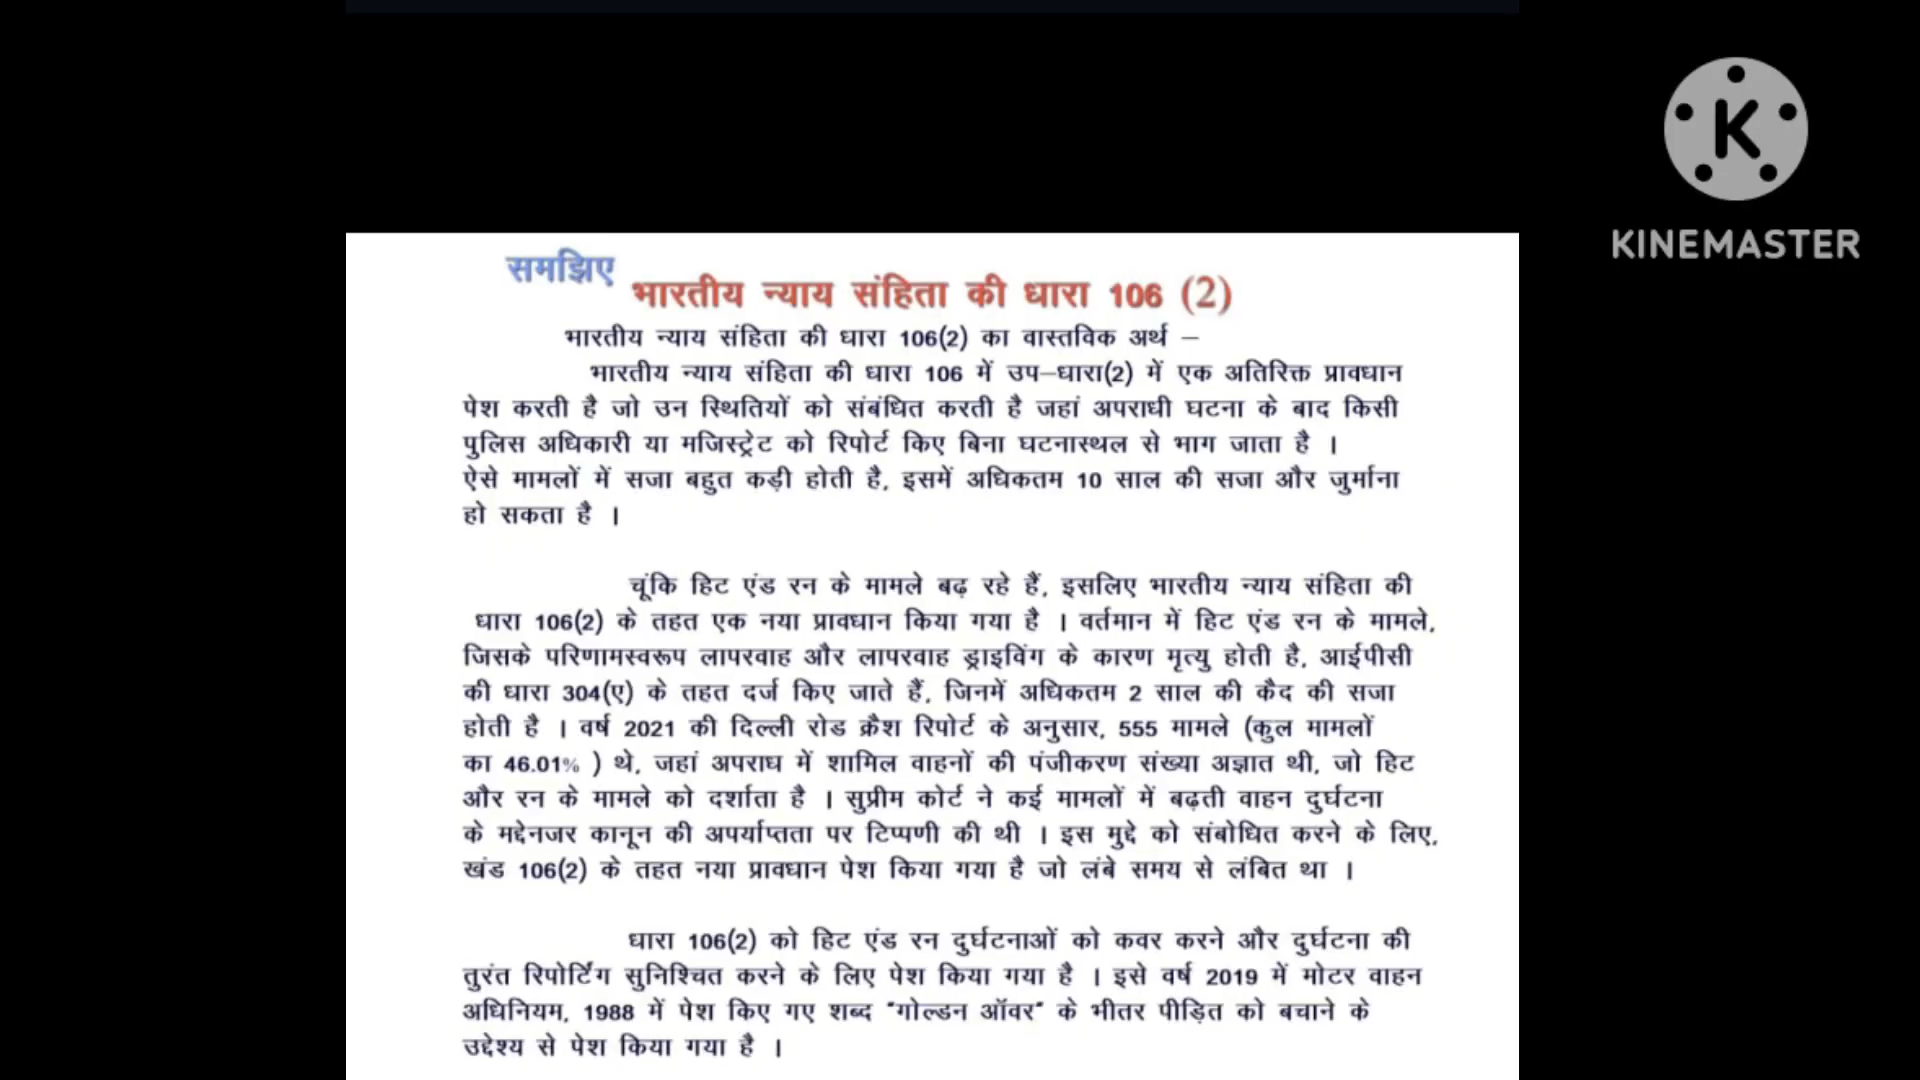 K
KINEMASTER
समझिए
भारतीय न्याय संहिता की धारा 106 (2)
भारतीय न्याय संहिता की धारा 106(2) का वास्तविक अर्थ –
भारतीय न्याय संहिता की धारा 106 में उप–धारा(2) में एक अतिरिक्त प्रावधान
पेश करती है जो उन स्थितियों को संबंधित करती है जहां अपराधी घटना के बाद किसी
पुलिस अधिकारी या मजिस्ट्रेट को रिपोर्ट किए बिना घटनास्थल से भाग जाता है ।
ऐसे मामलों में सजा बहुत कड़ी होती है, इसमें अधिकतम 10 साल की सजा और जुर्माना
हो सकता है ।
चूंकि हिट एंड रन के मामले बढ़ रहे हैं, इसलिए भारतीय न्याय संहिता की
धारा 106(2) के तहत एक नया प्रावधान किया गया है । वर्तमान में हिट एंड रन के मामले,
जिसके परिणामस्वरूप लापरवाह और लापरवाह ड्राइविंग के कारण मृत्यु होती है, आईपीसी
की धारा 304(ए) के तहत दर्ज किए जाते हैं, जिनमें अधिकतम 2 साल की कैद की सजा
होती है । वर्ष 2021 की दिल्ली रोड क्रैश रिपोर्ट के अनुसार, 555 मामले (कुल मामलों
का 46.01% ) थे, जहां अपराध में शामिल वाहनों की पंजीकरण संख्या अज्ञात थी, जो हिट
और रन के मामले को दर्शाता है । सुप्रीम कोर्ट ने कई मामलों में बढ़ती वाहन दुर्घटना
के मद्देनजर कानून की अपर्याप्तता पर टिप्पणी की थी । इस मुद्दे को संबोधित करने के लिए,
खंड 106(2) के तहत नया प्रावधान पेश किया गया है जो लंबे समय से लंबित था ।
धारा 106(2) को हिट एंड रन दुर्घटनाओं को कवर करने और दुर्घटना की
तुरंत रिपोर्टिंग सुनिश्चित करने के लिए पेश किया गया है । इसे वर्ष 2019 में मोटर वाहन
अधिनियम, 1988 में पेश किए गए शब्द "गोल्डन ऑवर" के भीतर पीड़ित को बचाने के
उद्देश्य से पेश किया गया है ।